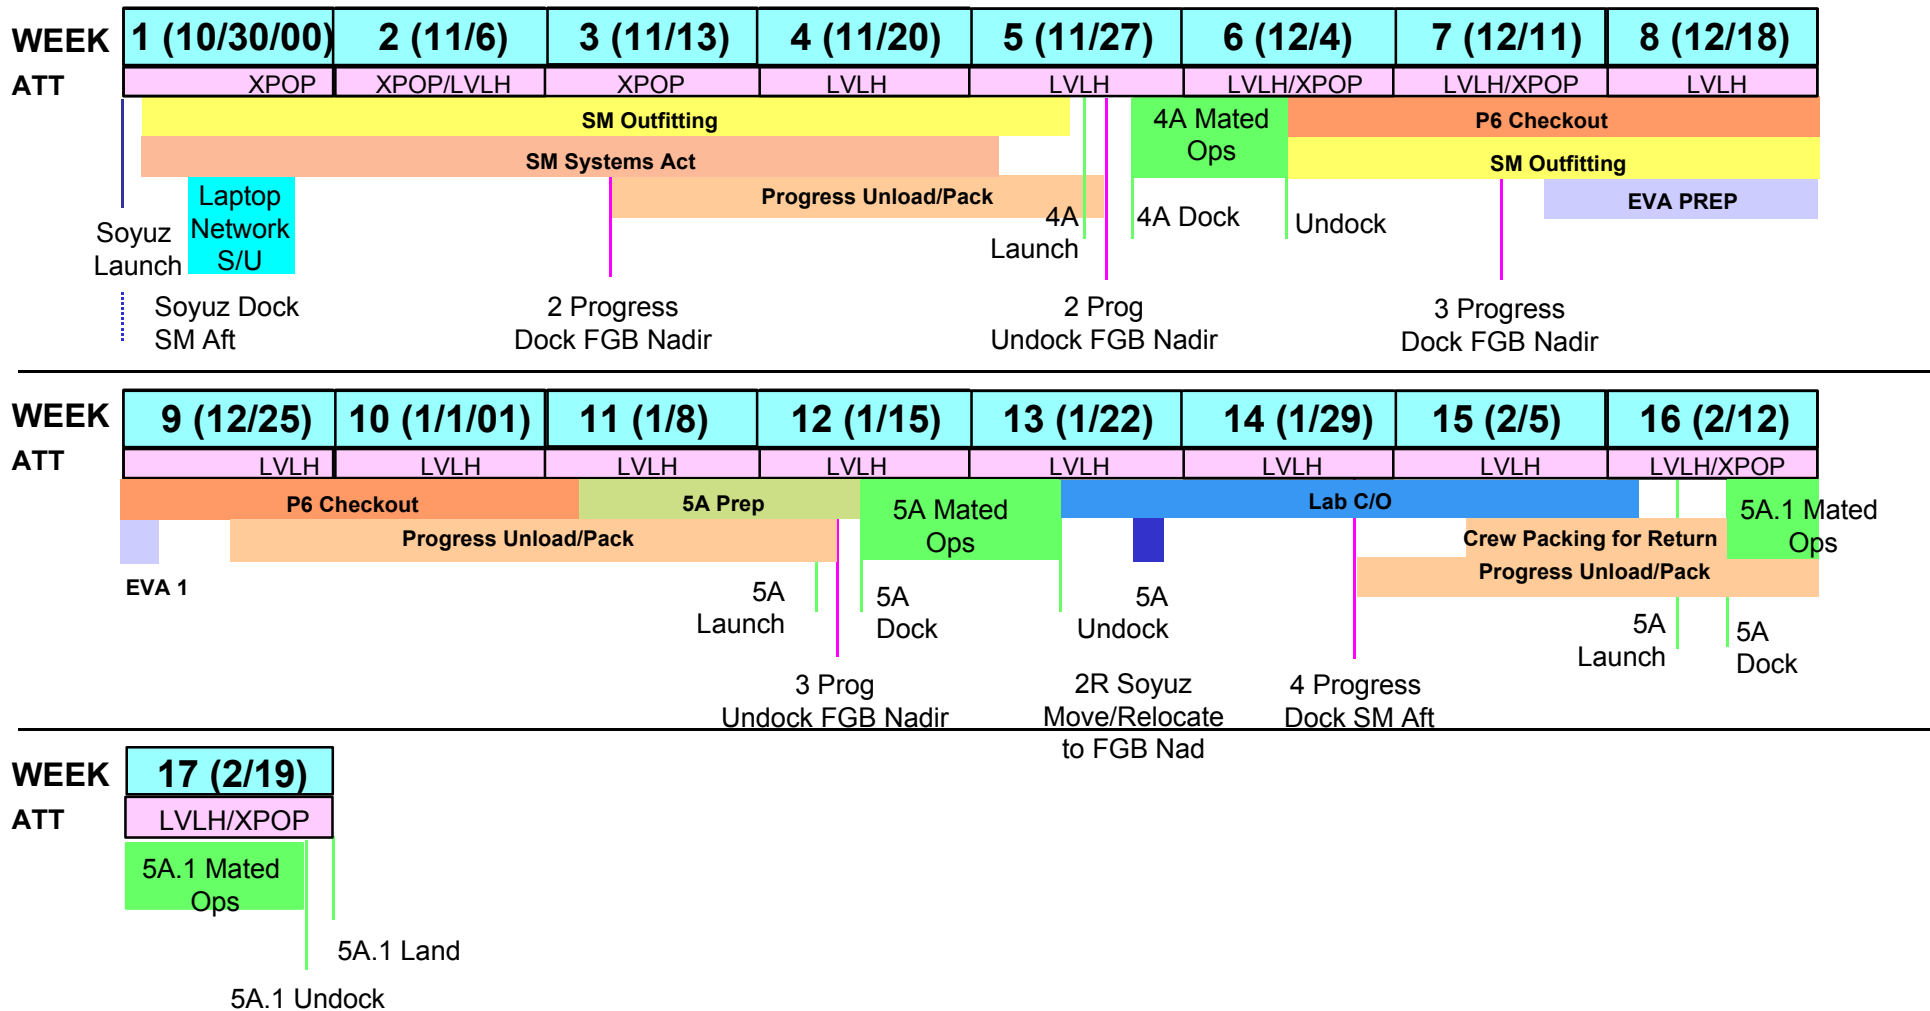 WEEK 1 (10/30/00) 2 (11/6) 3 (11/13) 4 (11/20) 5 (11/27) 6 (12/4) 7 (12/11) 8 (12/18)
ATT XPOP XPOP/LVLH XPOP LVLH LVLH LVLH/XPOP LVLH/XPOP LVLH
SM Outfitting
4A Mated
Ops
P6 Checkout
SM Systems Act
SM Outfitting
Laptop
Network
S/U
Progress Unload/Pack
EVA PREP
Soyuz
Launch
4A
Launch
4A Dock
Undock
Soyuz Dock
SM Aft
2 Progress
Dock FGB Nadir
2 Prog
Undock FGB Nadir
3 Progress
Dock FGB Nadir
WEEK 9 (12/25) 10 (1/1/01) 11 (1/8) 12 (1/15) 13 (1/22) 14 (1/29) 15 (2/5) 16 (2/12)
ATT LVLH LVLH LVLH LVLH LVLH LVLH LVLH LVLH/XPOP
P6 Checkout
5A Prep
5A Mated
Ops
Lab C/O
5A.1 Mated
Ops
Progress Unload/Pack
Crew Packing for Return
Progress Unload/Pack
EVA 1
5A
Launch
5A
Dock
5A
Undock
5A
Launch
5A
Dock
3 Prog
Undock FGB Nadir
2R Soyuz
Move/Relocate
to FGB Nad
4 Progress
Dock SM Aft
WEEK 17 (2/19)
ATT LVLH/XPOP
5A.1 Mated
Ops
5A.1 Land
5A.1 Undock